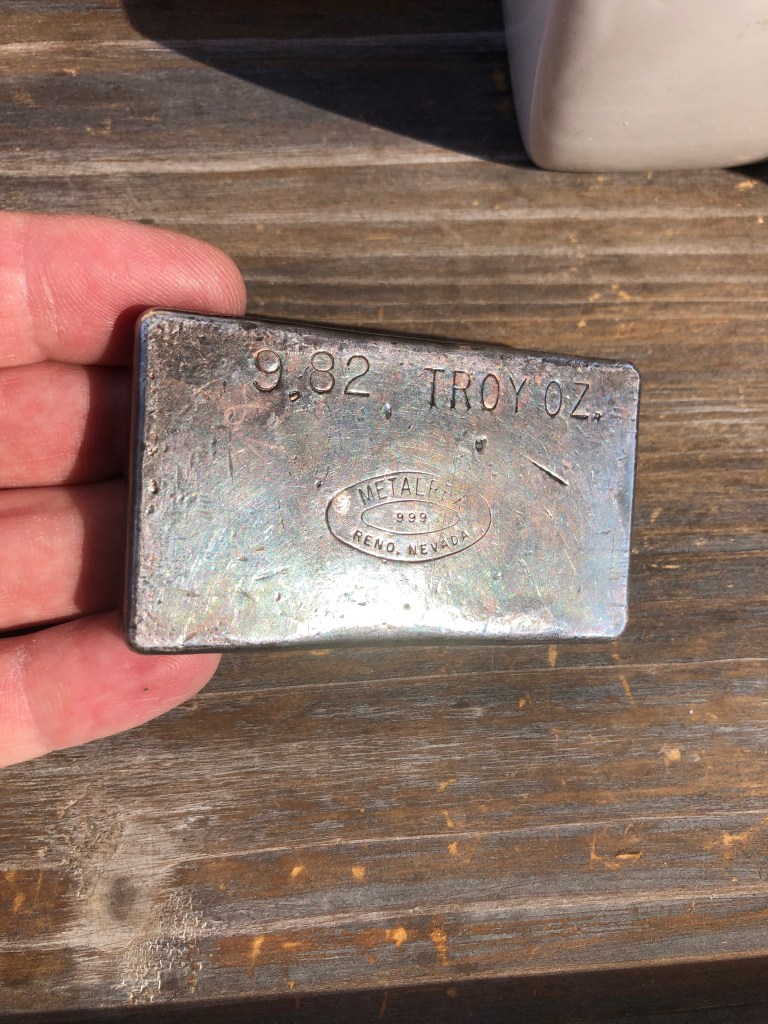 9.82 TROY OZ.
999
RENO, NEVADA